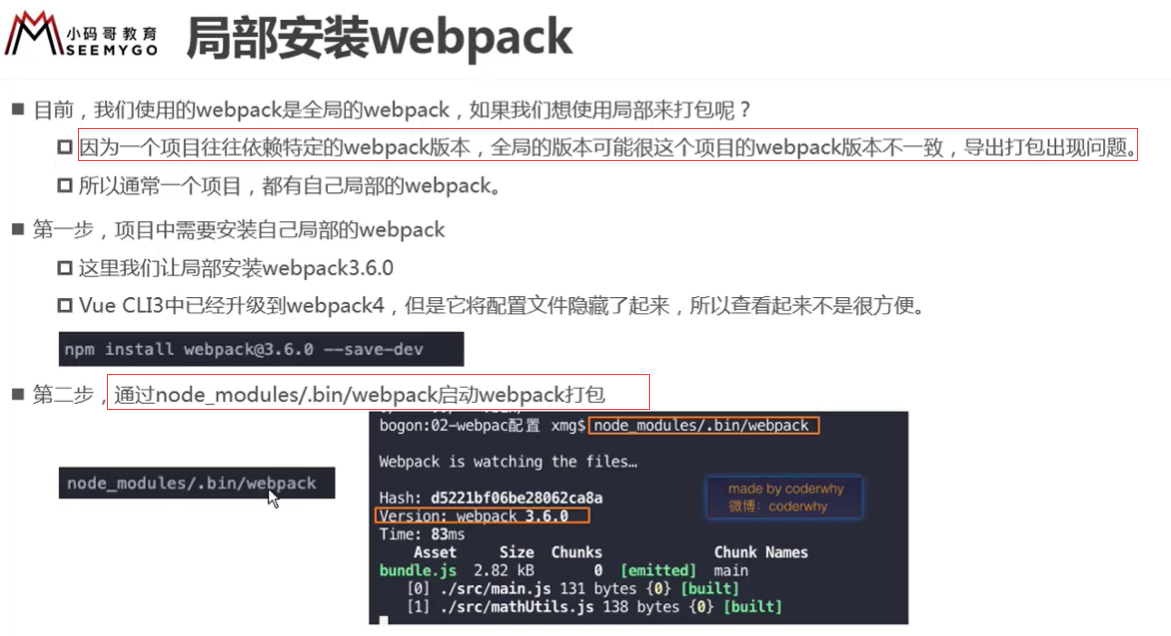 小码哥教育
SEEMYGO
局部安装webpack
目前，我们使用的webpack是全局的webpack，如果我们想使用局部来打包呢？
因为一个项目往往依赖特定的webpack版本，全局的版本可能很这个项目的webpack版本不一致，导出打包出现问题。
所以通常一个项目，都有自己局部的webpack。
第一步，项目中需要安装自己局部的webpack
这里我们让局部安装webpack3.6.0
Vue CLI3中已经升级到webpack4，但是它将配置文件隐藏了起来，所以查看起来不是很方便。
npm install webpack@3.6.0 --save-dev
第二步，通过node_modules/.bin/webpack启动webpack打包
node_modules/.bin/webpack
bogon:02-webpac配置 xmg$ node_modules/.bin/webpack
Webpack is watching the files…
Hash: d5221bf06be28062ca8a
Version: webpack 3.6.0
Time: 83ms
Asset Size Chunks Chunk Names
bundle.js 2.82 kB 0 [emitted] main
[0] ./src/main.js 131 bytes {0} [built]
[1] ./src/mathUtils.js 138 bytes {0} [built]
made by coderwhy
微博：coderwhy